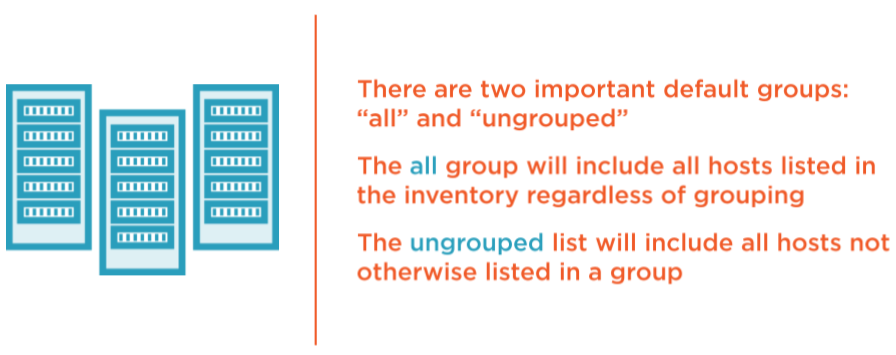 There are two important default groups:
“all” and “ungrouped”
The all group will include all hosts listed in
the inventory regardless of grouping
The ungrouped list will include all hosts not
otherwise listed in a group